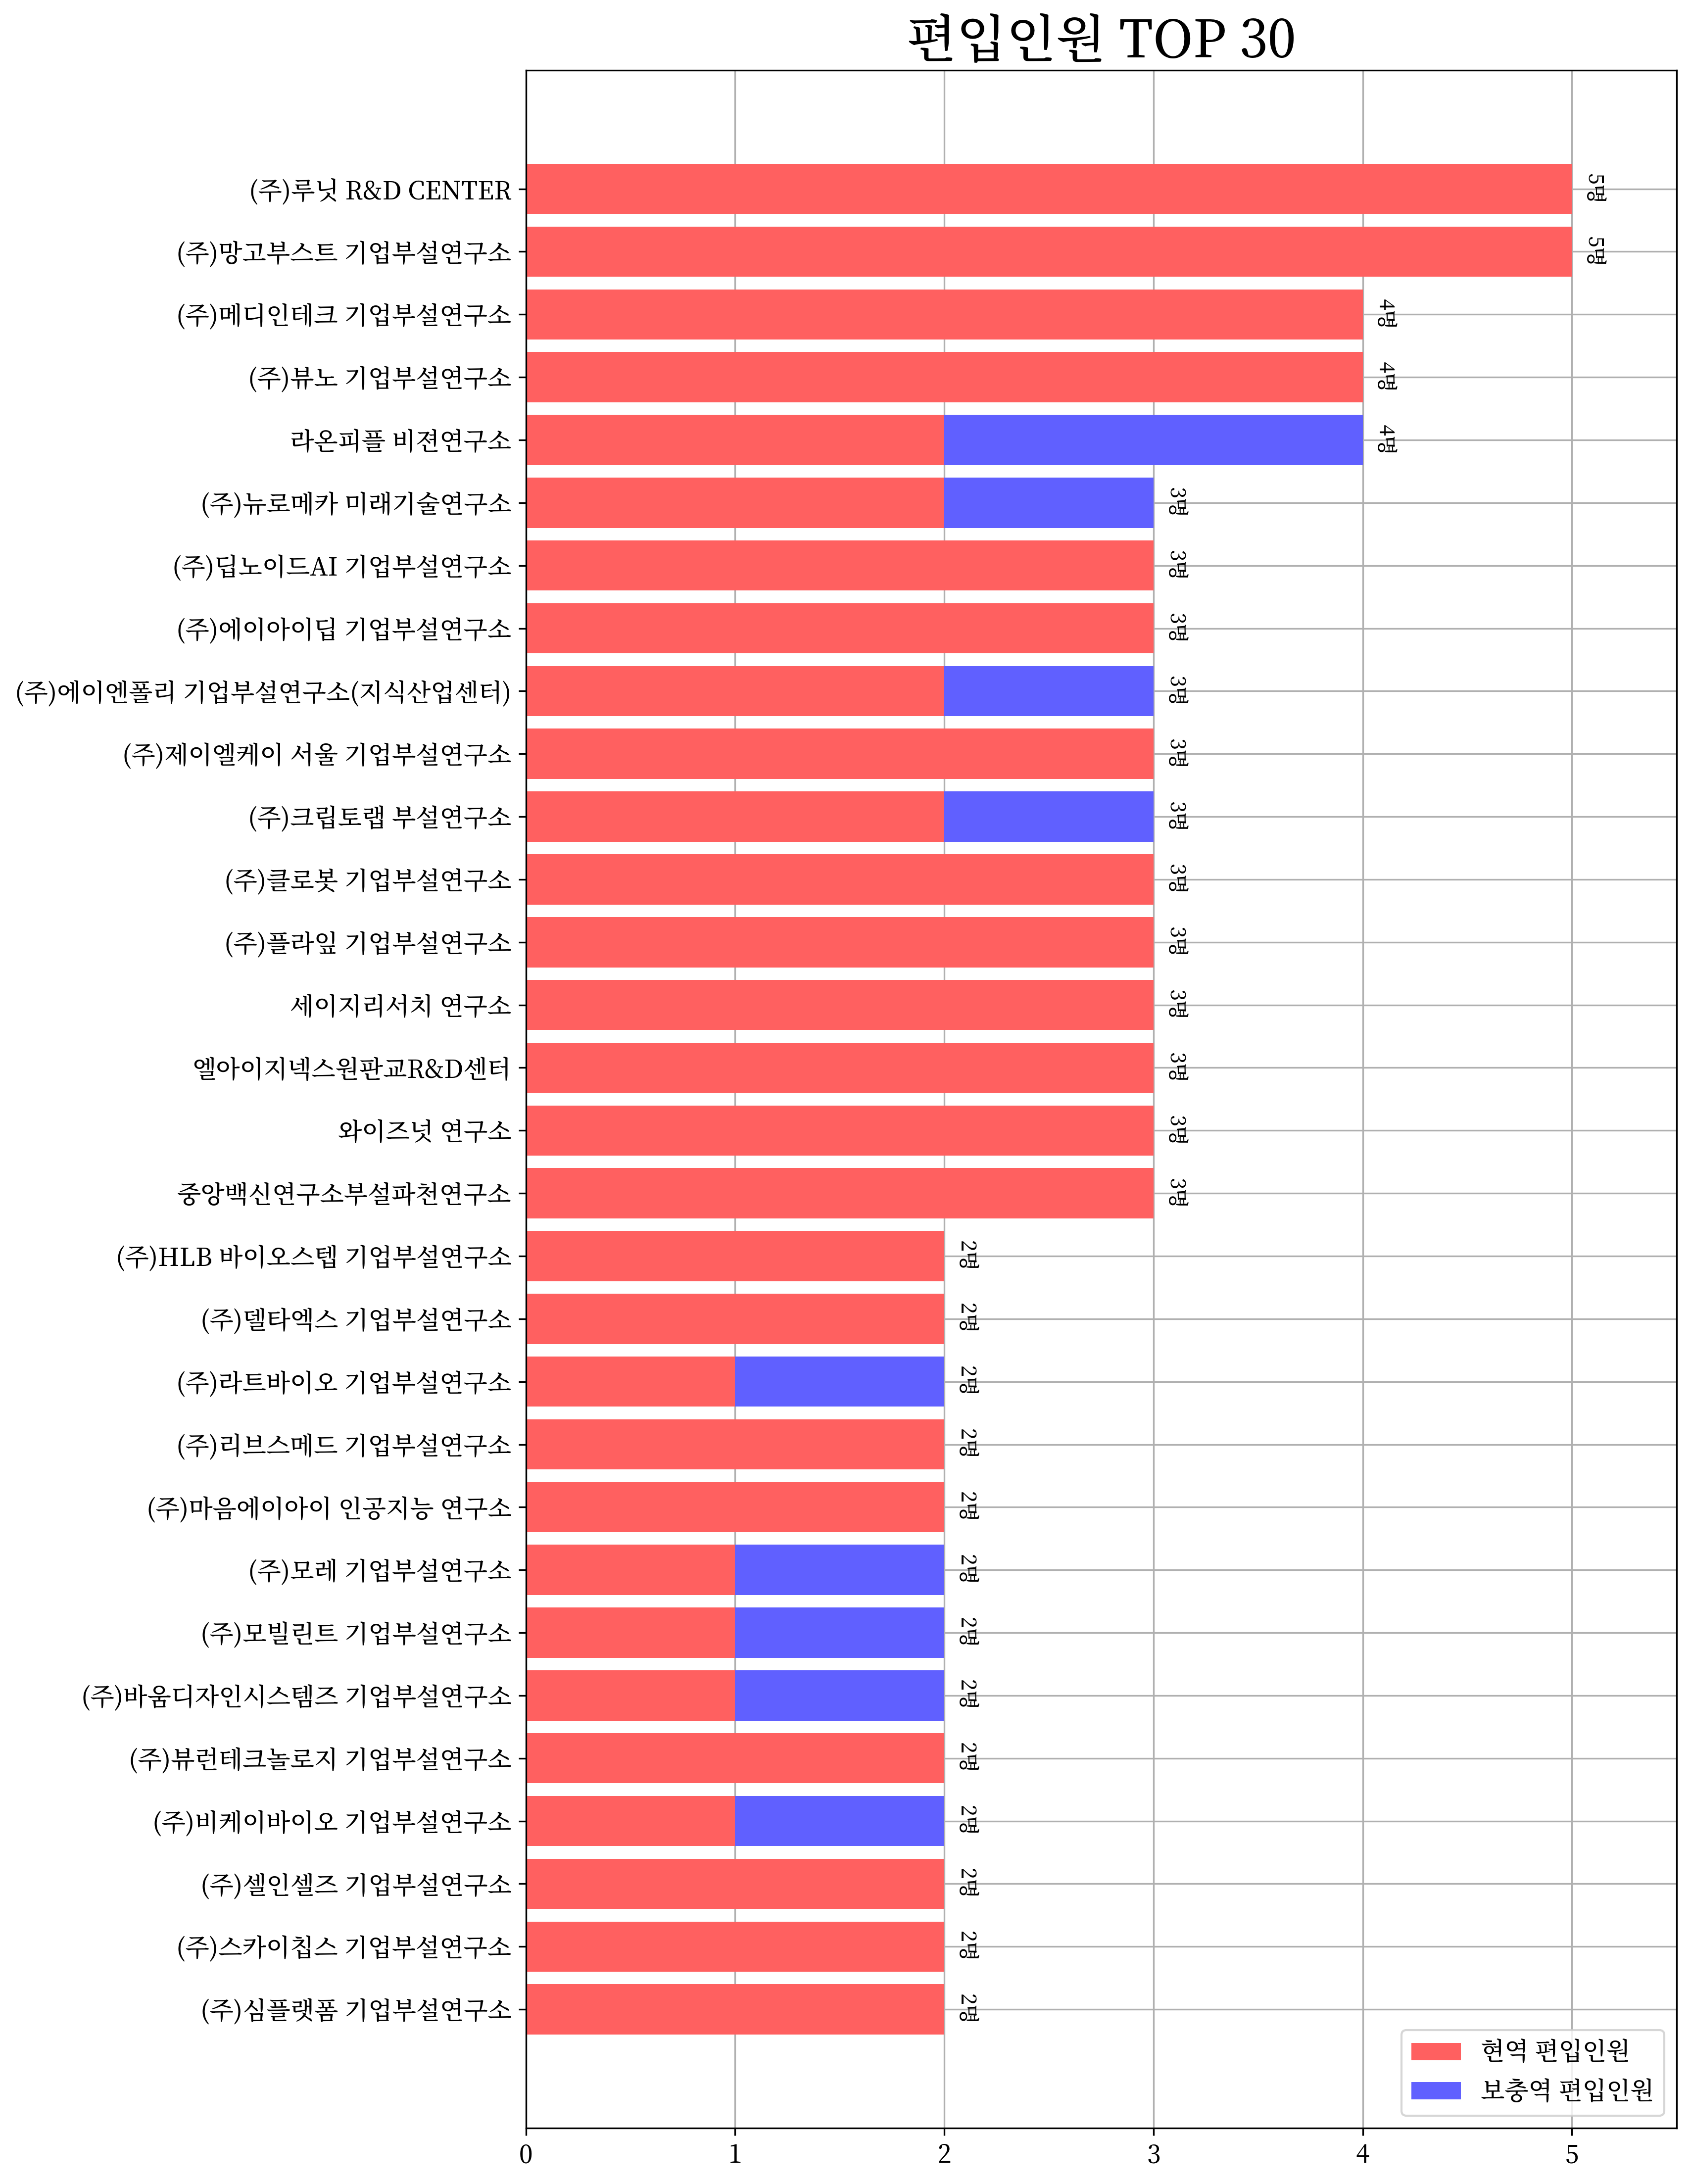 편입인원 TOP 30
(주)루닛 R&D CENTER
5명
(주)망고부스트 기업부설연구소
5명
(주)메디인테크 기업부설연구소
4명
(주)뷰노 기업부설연구소
4명
라온피플 비젼연구소
4명
(주)뉴로메카 미래기술연구소
3명
(주)딥노이드AI 기업부설연구소
3명
(주)에이아이딥 기업부설연구소
3명
(주)에이엔폴리 기업부설연구소(지식산업센터)
3명
(주)제이엘케이 서울 기업부설연구소
3명
(주)크립토랩 부설연구소
3명
(주)클로봇 기업부설연구소
3명
(주)플라잎 기업부설연구소
3명
세이지리서치 연구소
3명
엘아이지넥스원판교R&D센터
3명
와이즈넛 연구소
3명
중앙백신연구소부설파천연구소
3명
(주)HLB 바이오스텝 기업부설연구소
2명
(주)델타엑스 기업부설연구소
2명
(주)라트바이오 기업부설연구소
2명
(주)리브스메드 기업부설연구소
2명
(주)마음에이아이 인공지능 연구소
2명
(주)모레 기업부설연구소
2명
(주)모빌린트 기업부설연구소
2명
(주)바움디자인시스템즈 기업부설연구소
2명
(주)뷰런테크놀로지 기업부설연구소
2명
(주)비케이바이오 기업부설연구소
2명
(주)셀인셀즈 기업부설연구소
2명
(주)스카이칩스 기업부설연구소
2명
(주)심플랫폼 기업부설연구소
2명
현역 편입인원
보충역 편입인원
0 1 2 3 4 5